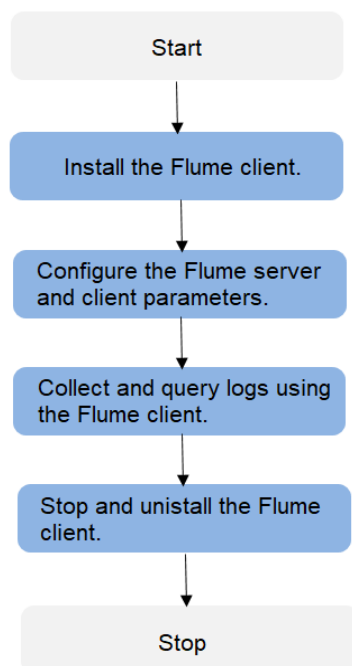 Start
Install the Flume client.
Configure the Flume server
and client parameters.
Collect and query logs using
the Flume client.
Stop and unistall the Flume
client.
Stop